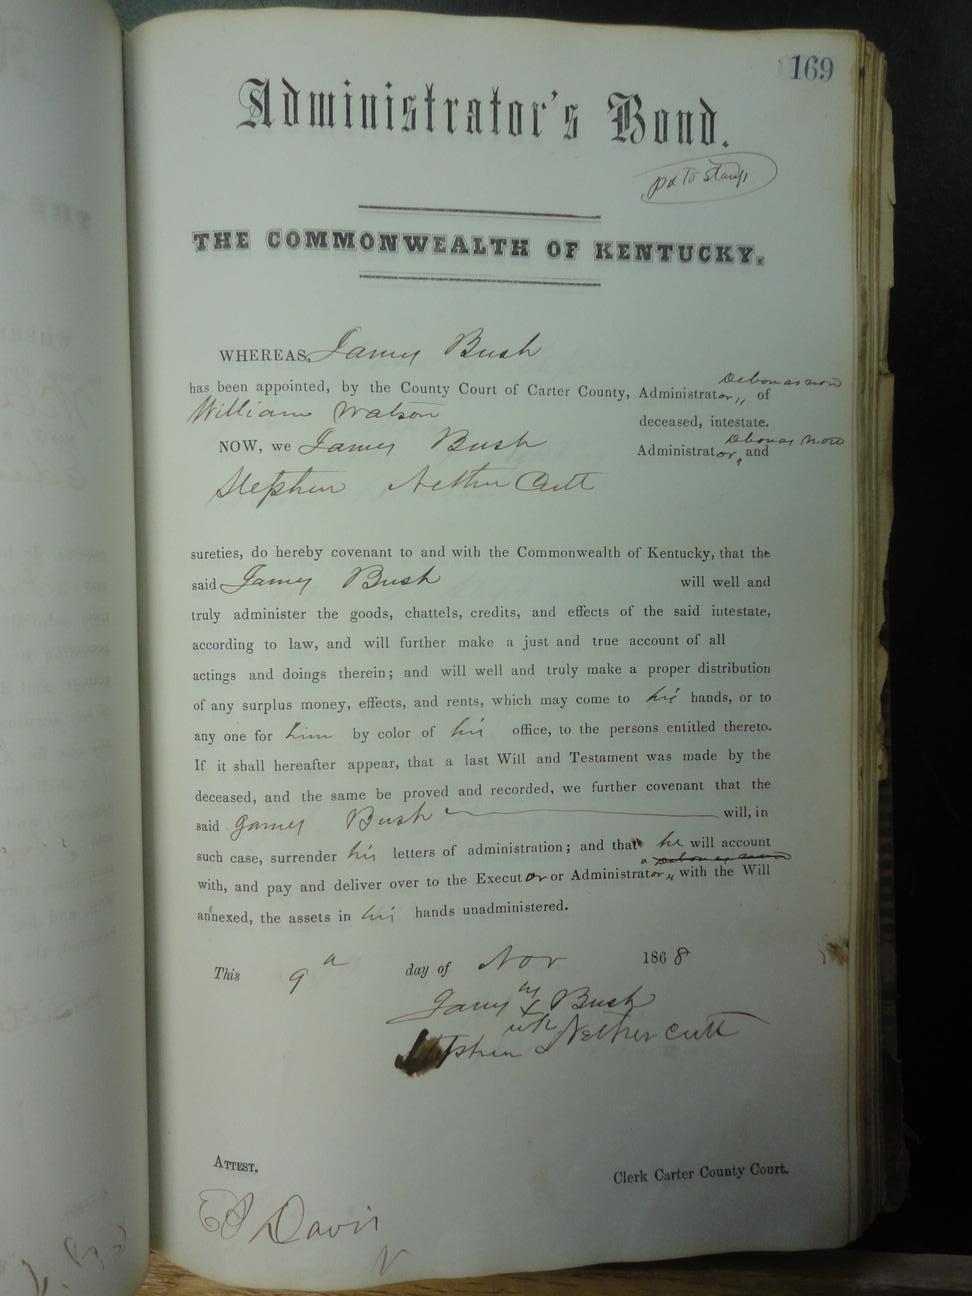 169
Administrator's Bond.
pd to stamp
THE COMMONWEALTH OF KENTUCKY.
WHEREAS, James Bush
has been appointed, by the County Court of Carter County, Administrator, Debonas non of
William Watson deceased, intestate.
NOW, we James Bush Administrator, Debonas non and
Stephen Nether Cutt
sureties, do hereby covenant to and with the Commonwealth of Kentucky, that the
said James Bush will well and
truly administer the goods, chattels, credits, and effects of the said intestate,
according to law, and will further make a just and true account of all
actings and doings therein; and will well and truly make a proper distribution
of any surplus money, effects, and rents, which may come to his hands, or to
any one for him by color of his office, to the persons entitled thereto.
If it shall hereafter appear, that a last Will and Testament was made by the
deceased, and the same be proved and recorded, we further covenant that the
said James Bush will, in
such case, surrender his letters of administration; and that he will account
with, and pay and deliver over to the Executor or Administrator, with the Will
annexed, the assets in his hands unadministered.
This 9th day of Nov 1868
James X Bush
Stephen Nether Cutt
ATTEST.
Clerk Carter County Court.
Davis